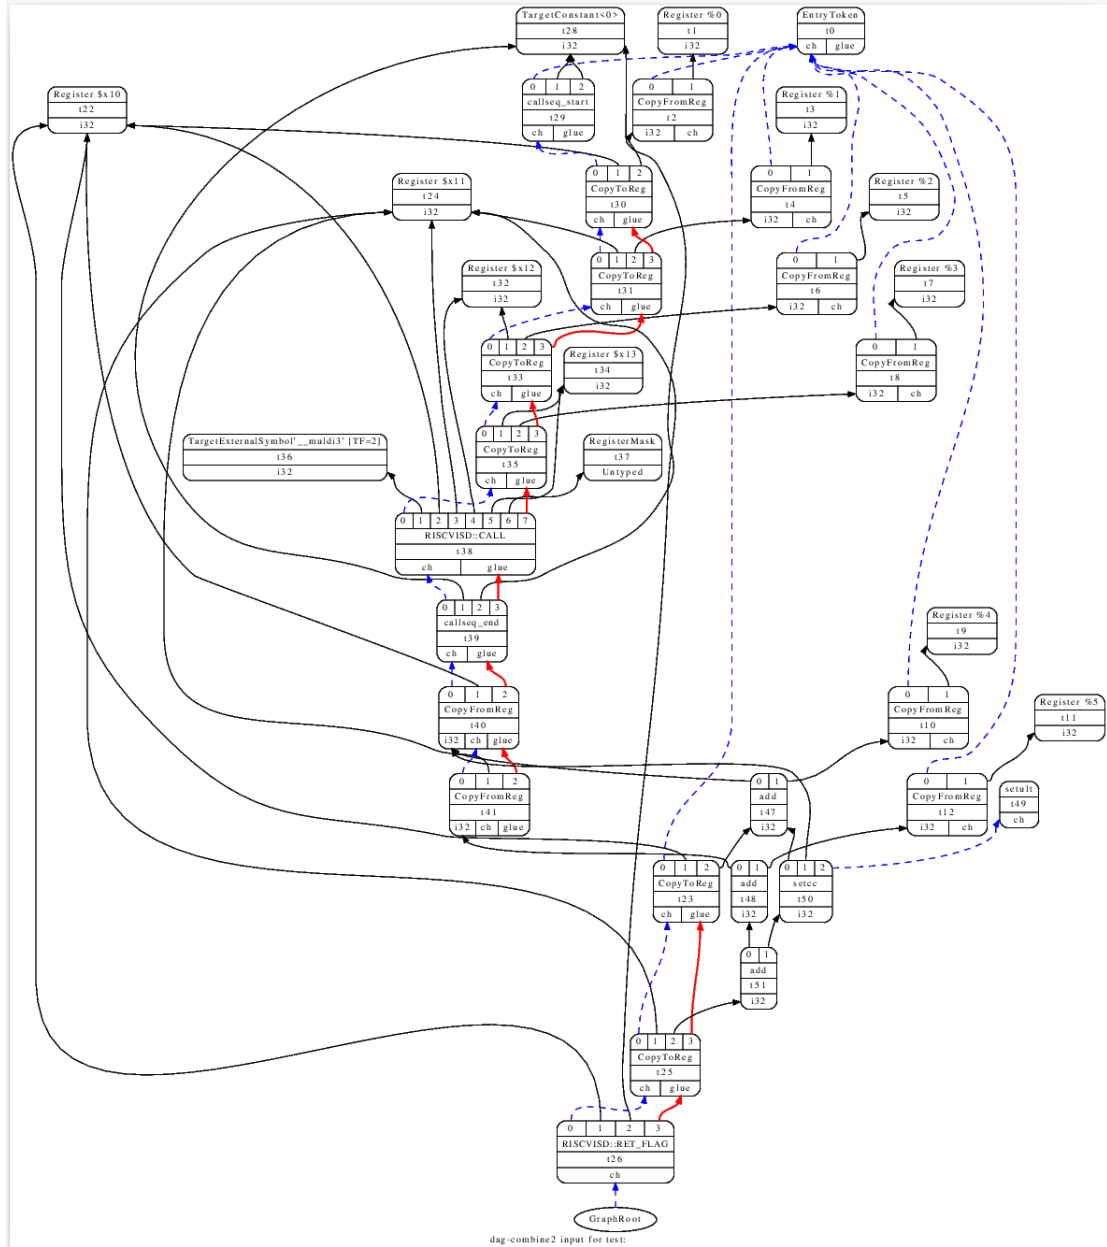 TargetConstant<0>
t28
i32
Register %0
t1
i32
EntryToken
t0
ch glue
Register $x10
t22
i32
0 1 2
callseq_start
t29
ch glue
0 1
CopyFromReg
t2
i32 ch
Register %1
t3
i32
Register $x11
t24
i32
0 1 2
CopyToReg
t30
ch glue
0 1
CopyFromReg
t4
i32 ch
Register %2
t5
i32
Register $x12
t32
i32
0 1 2 3
CopyToReg
t31
ch glue
0 1
CopyFromReg
t6
i32 ch
Register %3
t7
i32
0 1 2 3
CopyToReg
t33
ch glue
Register $x13
t34
i32
0 1
CopyFromReg
t8
i32 ch
TargetExternalSymbol'__muldi3' [TF=2]
t36
i32
0 1 2 3
CopyToReg
t35
ch glue
RegisterMask
t37
Untyped
0 1 2 3 4 5 6 7
RISCVISD::CALL
t38
ch glue
0 1 2 3
callseq_end
t39
ch glue
Register %4
t9
i32
0 1 2
CopyFromReg
t40
i32 ch glue
0 1
CopyFromReg
t10
i32 ch
Register %5
t11
i32
0 1 2
CopyFromReg
t41
i32 ch glue
0 1
add
t47
i32
0 1
CopyFromReg
t12
i32 ch
setult
t49
ch
0 1 2
CopyToReg
t23
ch glue
0 1
add
t48
i32
0 1 2
setcc
t50
i32
0 1
add
t51
i32
0 1 2 3
CopyToReg
t25
ch glue
0 1 2 3
RISCVISD::RET_FLAG
t26
ch
GraphRoot
dag-combine2 input for test: